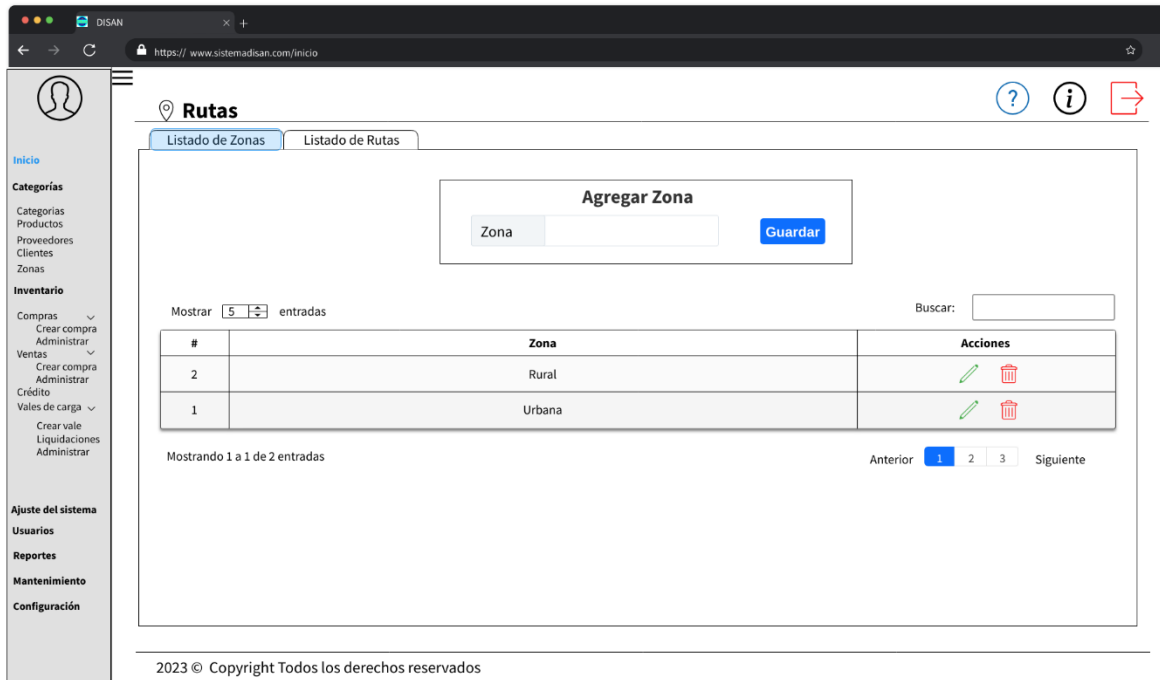 DISAN
https:// www.sistemadisan.com/inicio
Rutas
?
i
Listado de Zonas
Listado de Rutas
Inicio
Categorías
Categorias
Productos
Proveedores
Clientes
Zonas
Inventario
Compras
Crear compra
Administrar
Ventas
Crear compra
Administrar
Crédito
Vales de carga
Crear vale
Liquidaciones
Administrar
Ajuste del sistema
Usuarios
Reportes
Mantenimiento
Configuración
Agregar Zona
Zona
Guardar
Mostrar 5 entradas
Buscar:
# Zona Acciones
2 Rural
1 Urbana
Mostrando 1 a 1 de 2 entradas
Anterior 1 2 3 Siguiente
2023 © Copyright Todos los derechos reservados